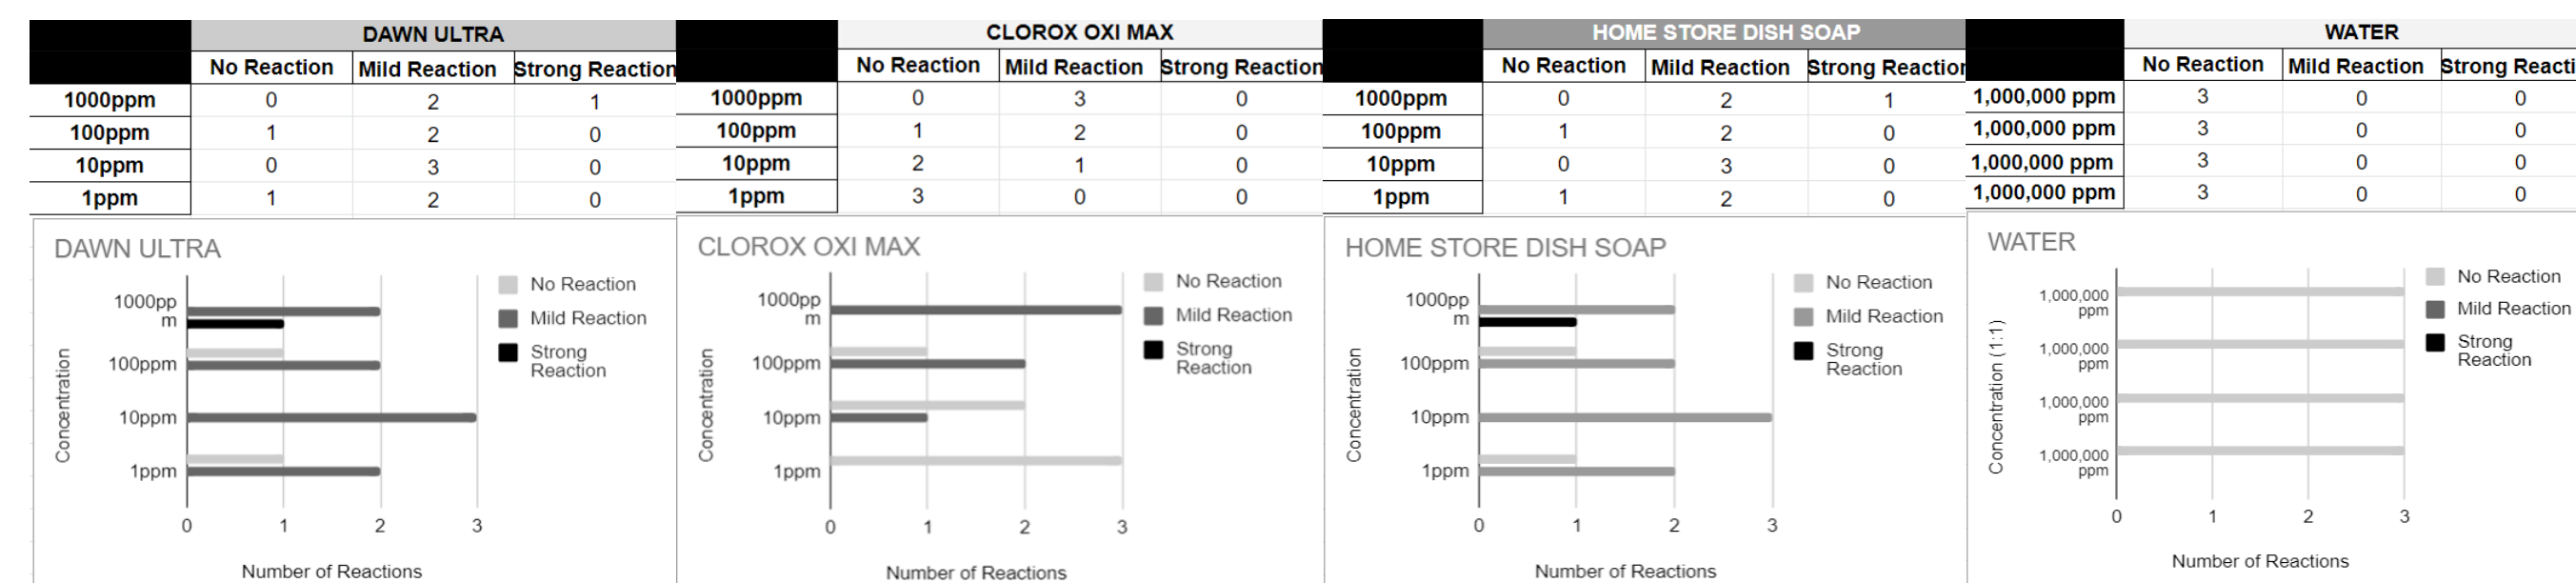 DAWN ULTRA
No Reaction Mild Reaction Strong Reaction
1000ppm 0 2 1
100ppm 1 2 0
10ppm 0 3 0
1ppm 1 2 0
CLOROX OXI MAX
No Reaction Mild Reaction Strong Reaction
1000ppm 0 3 0
100ppm 1 2 0
10ppm 2 1 0
1ppm 3 0 0
HOME STORE DISH SOAP
No Reaction Mild Reaction Strong Reaction
1000ppm 0 2 1
100ppm 1 2 0
10ppm 0 3 0
1ppm 1 2 0
WATER
No Reaction Mild Reaction Strong Reacti
1,000,000 ppm 3 0 0
1,000,000 ppm 3 0 0
1,000,000 ppm 3 0 0
1,000,000 ppm 3 0 0
DAWN ULTRA
Concentration
1000pp
m
100ppm
10ppm
1ppm
0 1 2 3
Number of Reactions
No Reaction
Mild Reaction
Strong
Reaction
CLOROX OXI MAX
Concentration
1000pp
m
100ppm
10ppm
1ppm
0 1 2 3
Number of Reactions
No Reaction
Mild Reaction
Strong
Reaction
HOME STORE DISH SOAP
Concentration
1000pp
m
100ppm
10ppm
1ppm
0 1 2 3
Number of Reactions
No Reaction
Mild Reaction
Strong
Reaction
WATER
Concentration (1:1)
1,000,000
ppm
1,000,000
ppm
1,000,000
ppm
1,000,000
ppm
0 1 2 3
Number of Reactions
No Reaction
Mild Reaction
Strong
Reaction